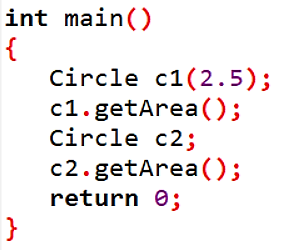 int main()
{
Circle c1(2.5);
c1.getArea();
Circle c2;
c2.getArea();
return 0;
}